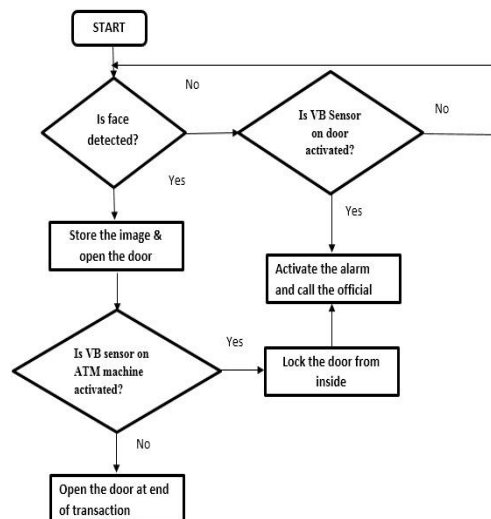 START
No
Is face
detected?
Is VB Sensor
on door
activated?
No
Yes
Yes
Store the image &
open the door
Activate the alarm
and call the official
Is VB sensor on
ATM machine
activated?
Yes
Lock the door from
inside
No
Open the door at end
of transaction